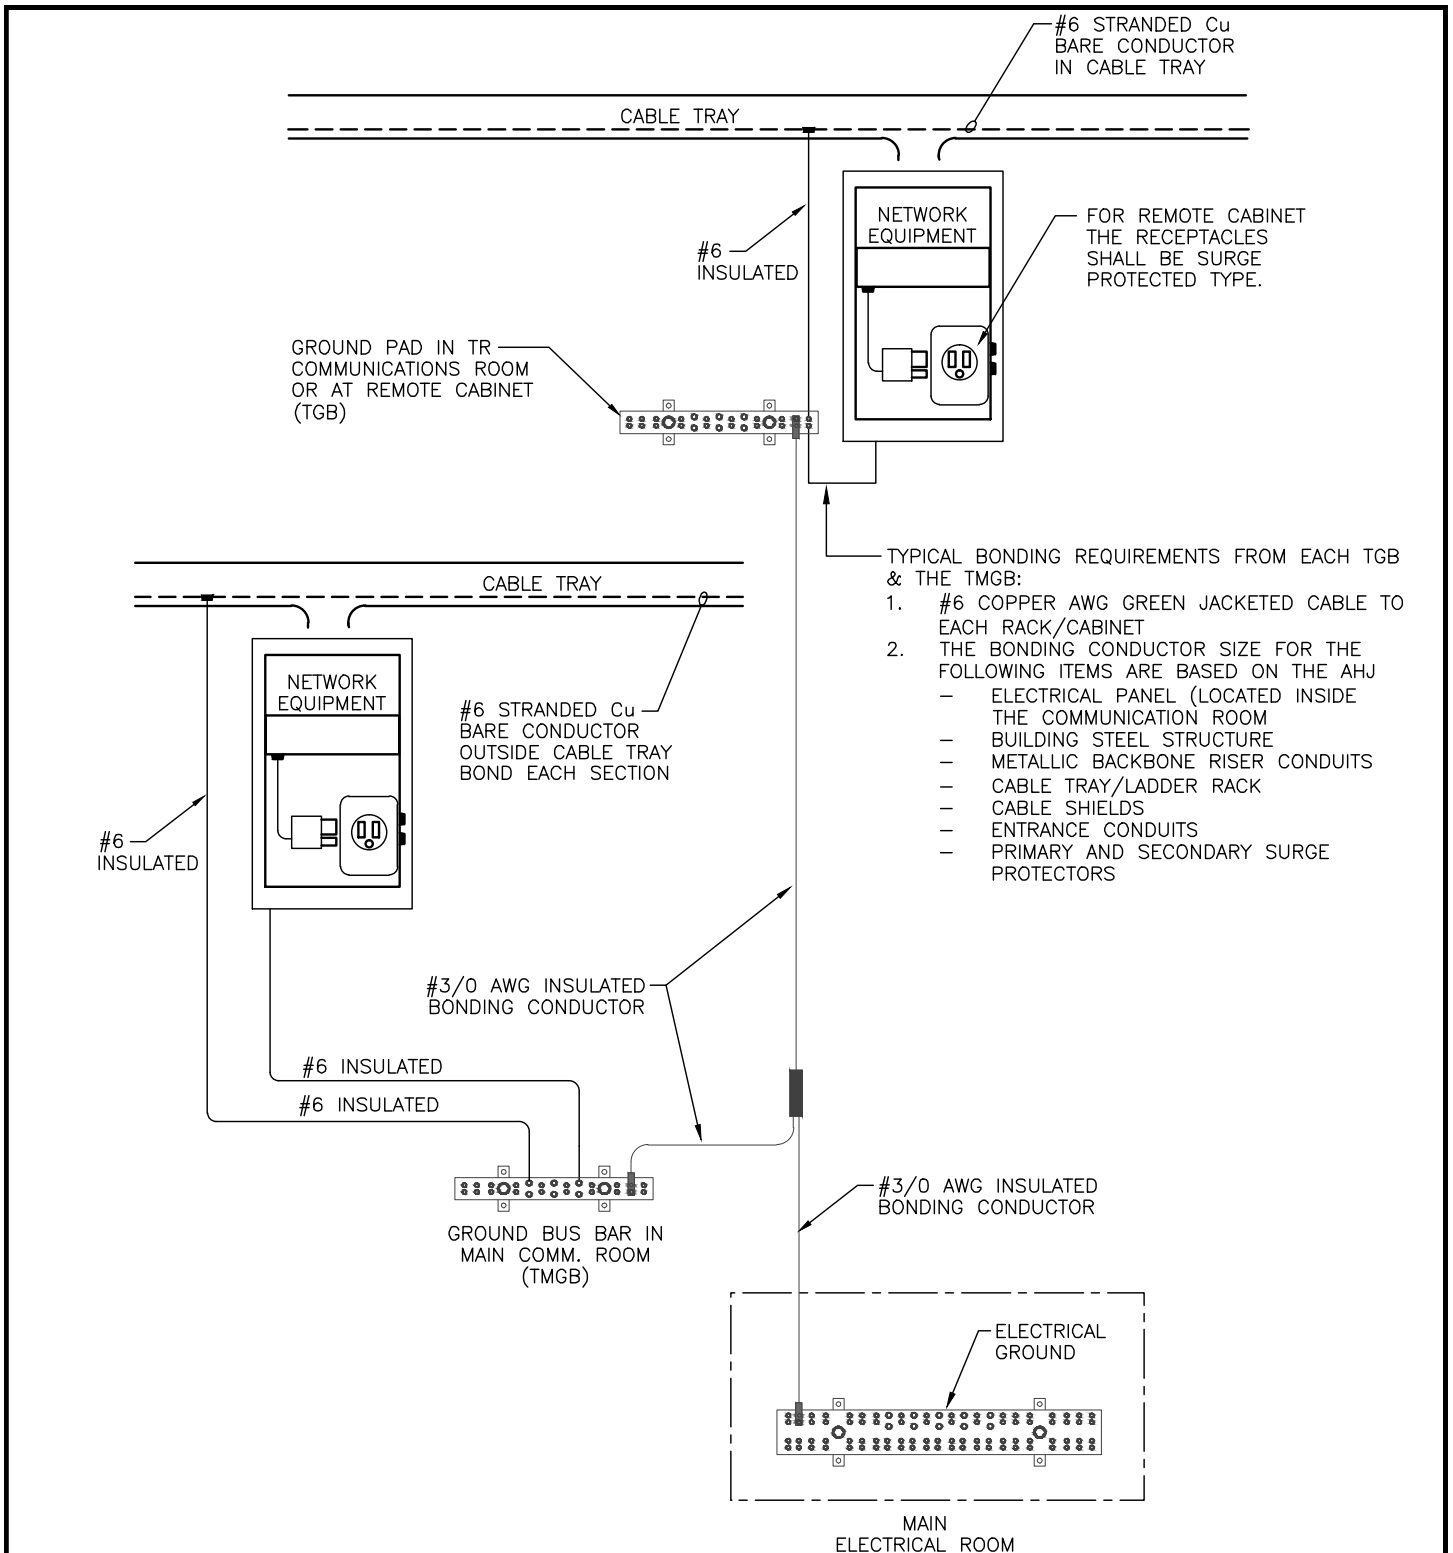 #6 STRANDED Cu
BARE CONDUCTOR
IN CABLE TRAY
CABLE TRAY
NETWORK
EQUIPMENT
FOR REMOTE CABINET
THE RECEPTACLES
SHALL BE SURGE
PROTECTED TYPE.
#6
INSULATED
GROUND PAD IN TR
COMMUNICATIONS ROOM
OR AT REMOTE CABINET
(TGB)
TYPICAL BONDING REQUIREMENTS FROM EACH TGB
& THE TMGB:
1. #6 COPPER AWG GREEN JACKETED CABLE TO
EACH RACK/CABINET
2. THE BONDING CONDUCTOR SIZE FOR THE
FOLLOWING ITEMS ARE BASED ON THE AHJ
– ELECTRICAL PANEL (LOCATED INSIDE
THE COMMUNICATION ROOM
– BUILDING STEEL STRUCTURE
– METALLIC BACKBONE RISER CONDUITS
– CABLE TRAY/LADDER RACK
– CABLE SHIELDS
– ENTRANCE CONDUITS
– PRIMARY AND SECONDARY SURGE
PROTECTORS
CABLE TRAY
NETWORK
EQUIPMENT
#6 STRANDED Cu
BARE CONDUCTOR
OUTSIDE CABLE TRAY
BOND EACH SECTION
#6
INSULATED
#3/0 AWG INSULATED
BONDING CONDUCTOR
#6 INSULATED
#6 INSULATED
#3/0 AWG INSULATED
BONDING CONDUCTOR
GROUND BUS BAR IN
MAIN COMM. ROOM
(TMGB)
ELECTRICAL
GROUND
MAIN
ELECTRICAL ROOM